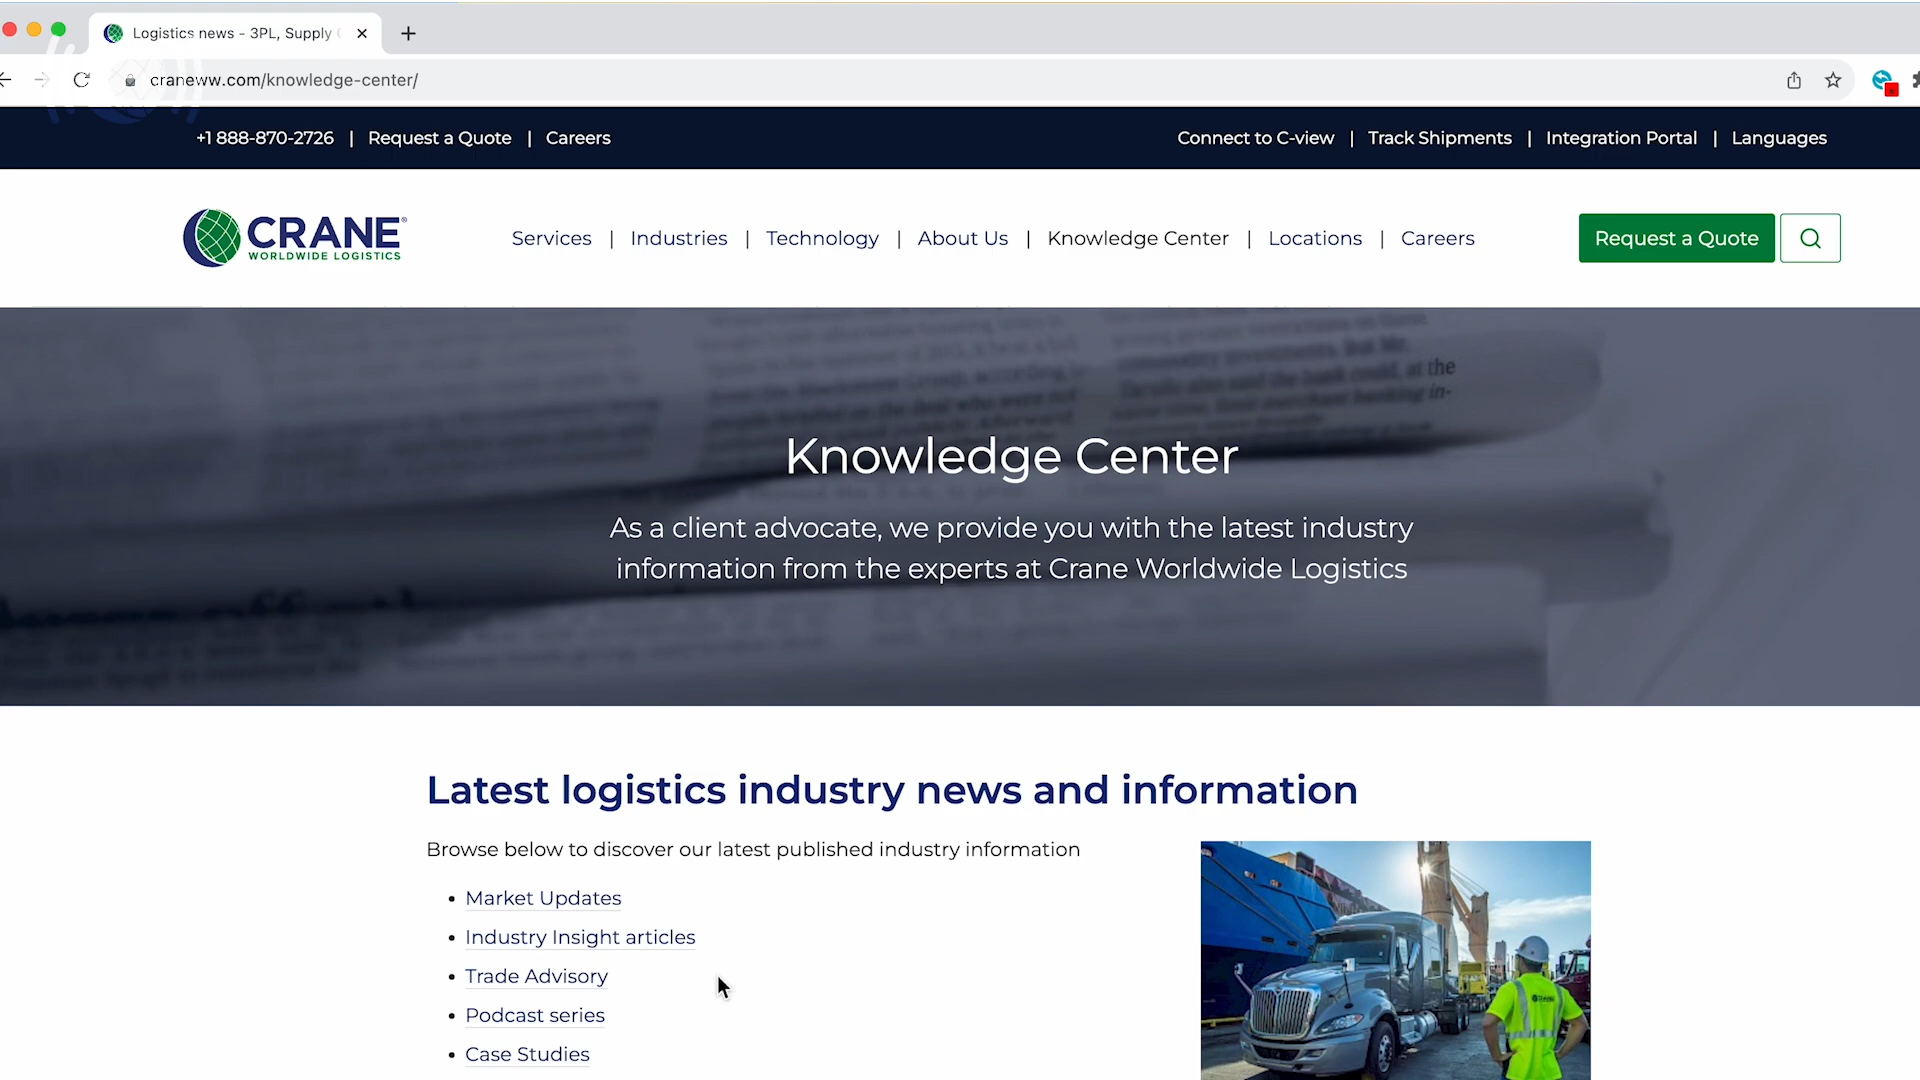 Logistics news - 3PL, Supply
craneww.com/knowledge-center/
+1 888-870-2726 | Request a Quote | Careers
Connect to C-view | Track Shipments | Integration Portal | Languages
CRANE®
WORLDWIDE LOGISTICS
Services | Industries | Technology | About Us | Knowledge Center | Locations | Careers
Request a Quote
at the
Knowledge Center
As a client advocate, we provide you with the latest industry
information from the experts at Crane Worldwide Logistics
Latest logistics industry news and information
Browse below to discover our latest published industry information
• Market Updates
• Industry Insight articles
• Trade Advisory
• Podcast series
• Case Studies
CRANE